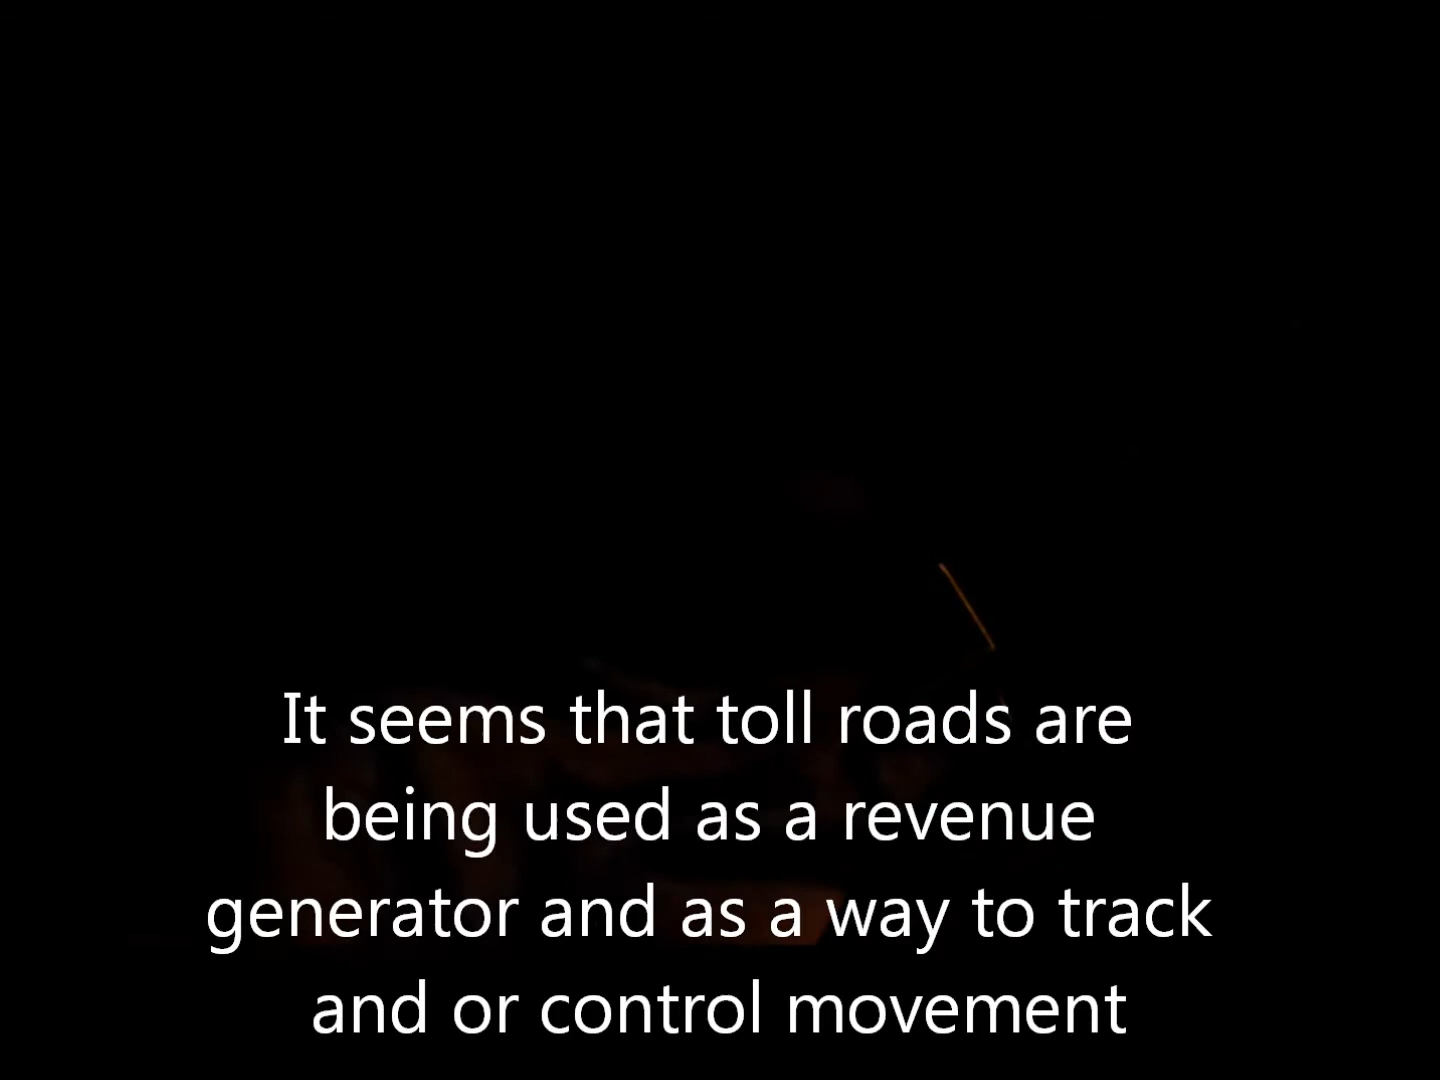 It seems that toll roads are
being used as a revenue
generator and as a way to track
and or control movement